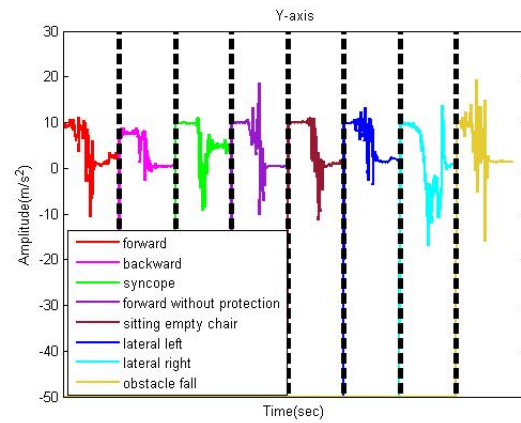 Y-axis
30
20
10
0
-10
-20
-30
-40
-50
Amplitude(m/s²)
forward
backward
syncope
forward without protection
sitting empty chair
lateral left
lateral right
obstacle fall
Time(sec)